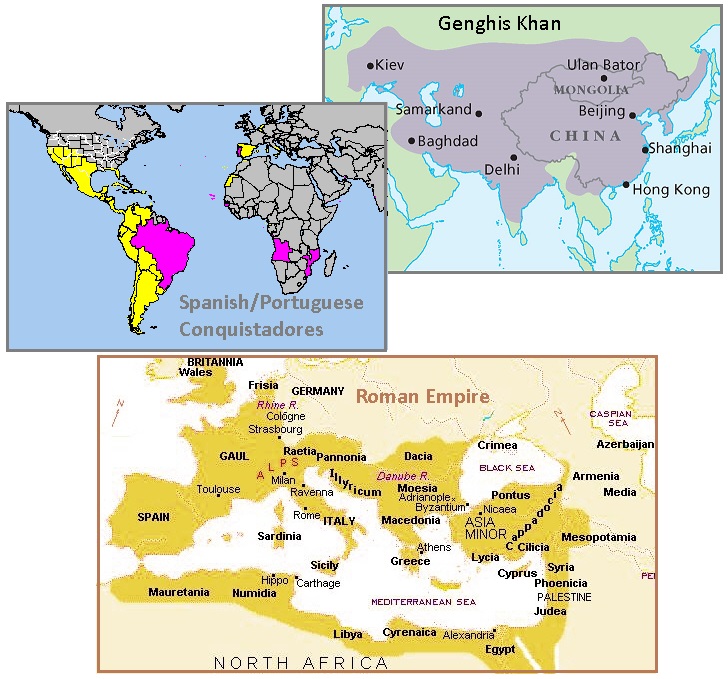 Genghis Khan
Kiev
Ulan Bator
MONGOLIA
Samarkand
Beijing
Baghdad
CHINA
Shanghai
Delhi
Hong Kong
Spanish/Portuguese
Conquistadores
BRITANNIA
Wales
Frisia
GERMANY
Roman Empire
Rhine R.
Cologne
CASPIAN
SEA
Strasbourg
Crimea
Azerbaijan
GAUL
Raetia
Pannonia
Dacia
ALPS
BLACK SEA
Milan
Illyricum
Danube R.
Armenia
Toulouse
Ravenna
Moesia
Pontus
Media
Adrianople
Byzantium
Nicaea
Cappadocia
SPAIN
Rome
ITALY
Macedonia
ASIA
MINOR
Sardinia
Mesopotamia
Athens
Cilicia
Greece
Lycia
Sicily
Syria
Cyprus
Hippo
Carthage
Phoenicia
Mauretania
Numidia
PALESTINE
MEDITERRANEAN SEA
Judea
Libya
Cyrenaica
Alexandria
Egypt
NORTH AFRICA